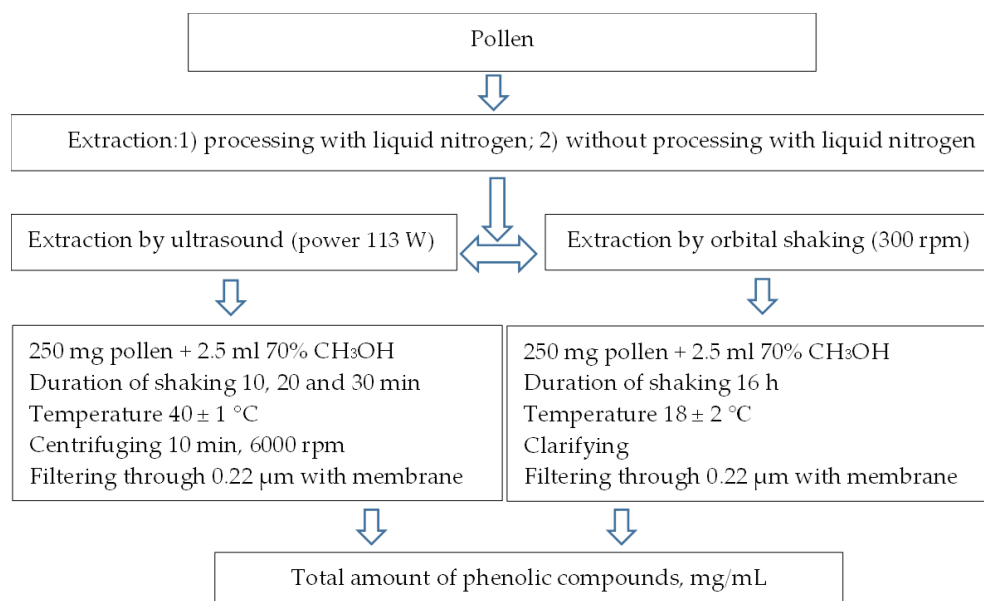 Pollen
Extraction:1) processing with liquid nitrogen; 2) without processing with liquid nitrogen
Extraction by ultrasound (power 113 W)
Extraction by orbital shaking (300 rpm)
250 mg pollen + 2.5 ml 70% CH₃OH
Duration of shaking 10, 20 and 30 min
Temperature 40 ± 1 °C
Centrifuging 10 min, 6000 rpm
Filtering through 0.22 µm with membrane
250 mg pollen + 2.5 ml 70% CH₃OH
Duration of shaking 16 h
Temperature 18 ± 2 °C
Clarifying
Filtering through 0.22 µm with membrane
Total amount of phenolic compounds, mg/mL